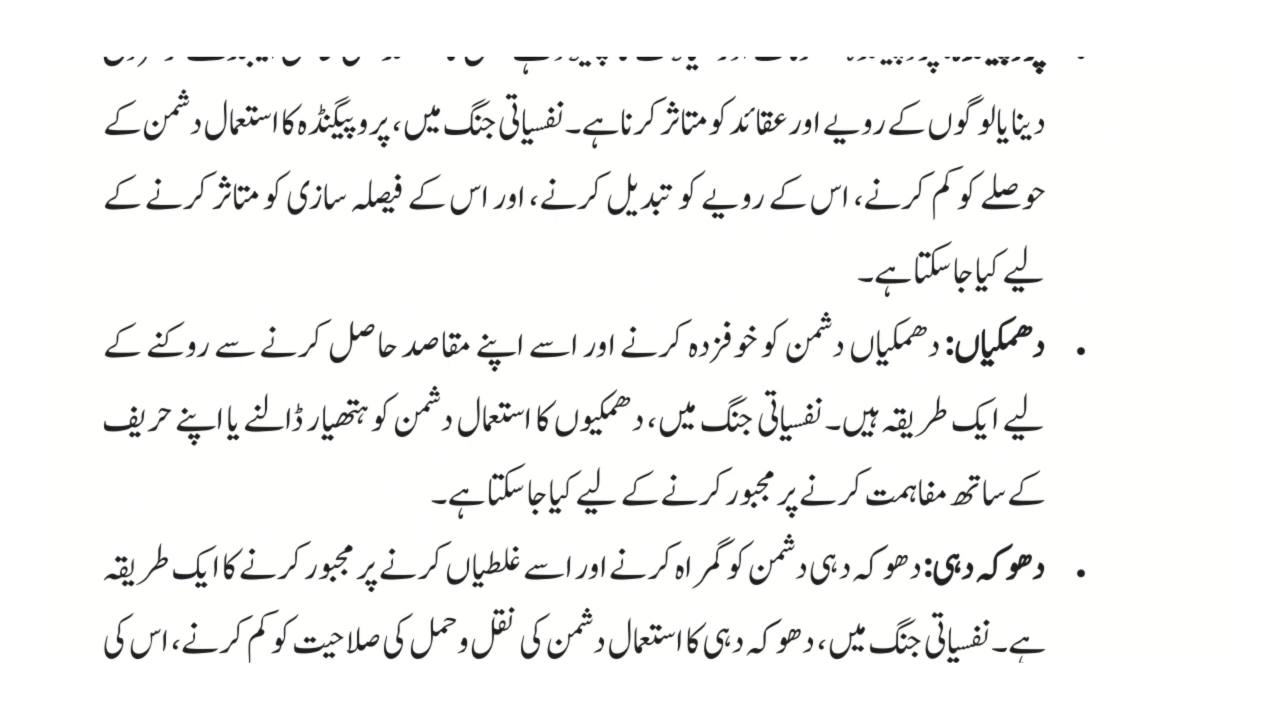 دینا یا لوگوں کے رویے اور عقائد کو متاثر کرنا ہے۔ نفسیاتی جنگ میں، پروپیگنڈہ کا استعمال دشمن کے
حوصلے کو کم کرنے، اس کے رویے کو تبدیل کرنے، اور اس کے فیصلہ سازی کو متاثر کرنے کے
لیے کیا جا سکتا ہے۔
• دھمکیاں: دھمکیاں دشمن کو خوفزدہ کرنے اور اسے اپنے مقاصد حاصل کرنے سے روکنے کے
لیے ایک طریقہ ہیں۔ نفسیاتی جنگ میں، دھمکیوں کا استعمال دشمن کو ہتھیار ڈالنے یا اپنے حریف
کے ساتھ مفاہمت کرنے پر مجبور کرنے کے لیے کیا جا سکتا ہے۔
• دھوکہ دہی: دھوکہ دہی دشمن کو گمراہ کرنے اور اسے غلطیاں کرنے پر مجبور کرنے کا ایک طریقہ
ہے۔ نفسیاتی جنگ میں، دھوکہ دہی کا استعمال دشمن کی نقل و حمل کی صلاحیت کو کم کرنے، اس کی